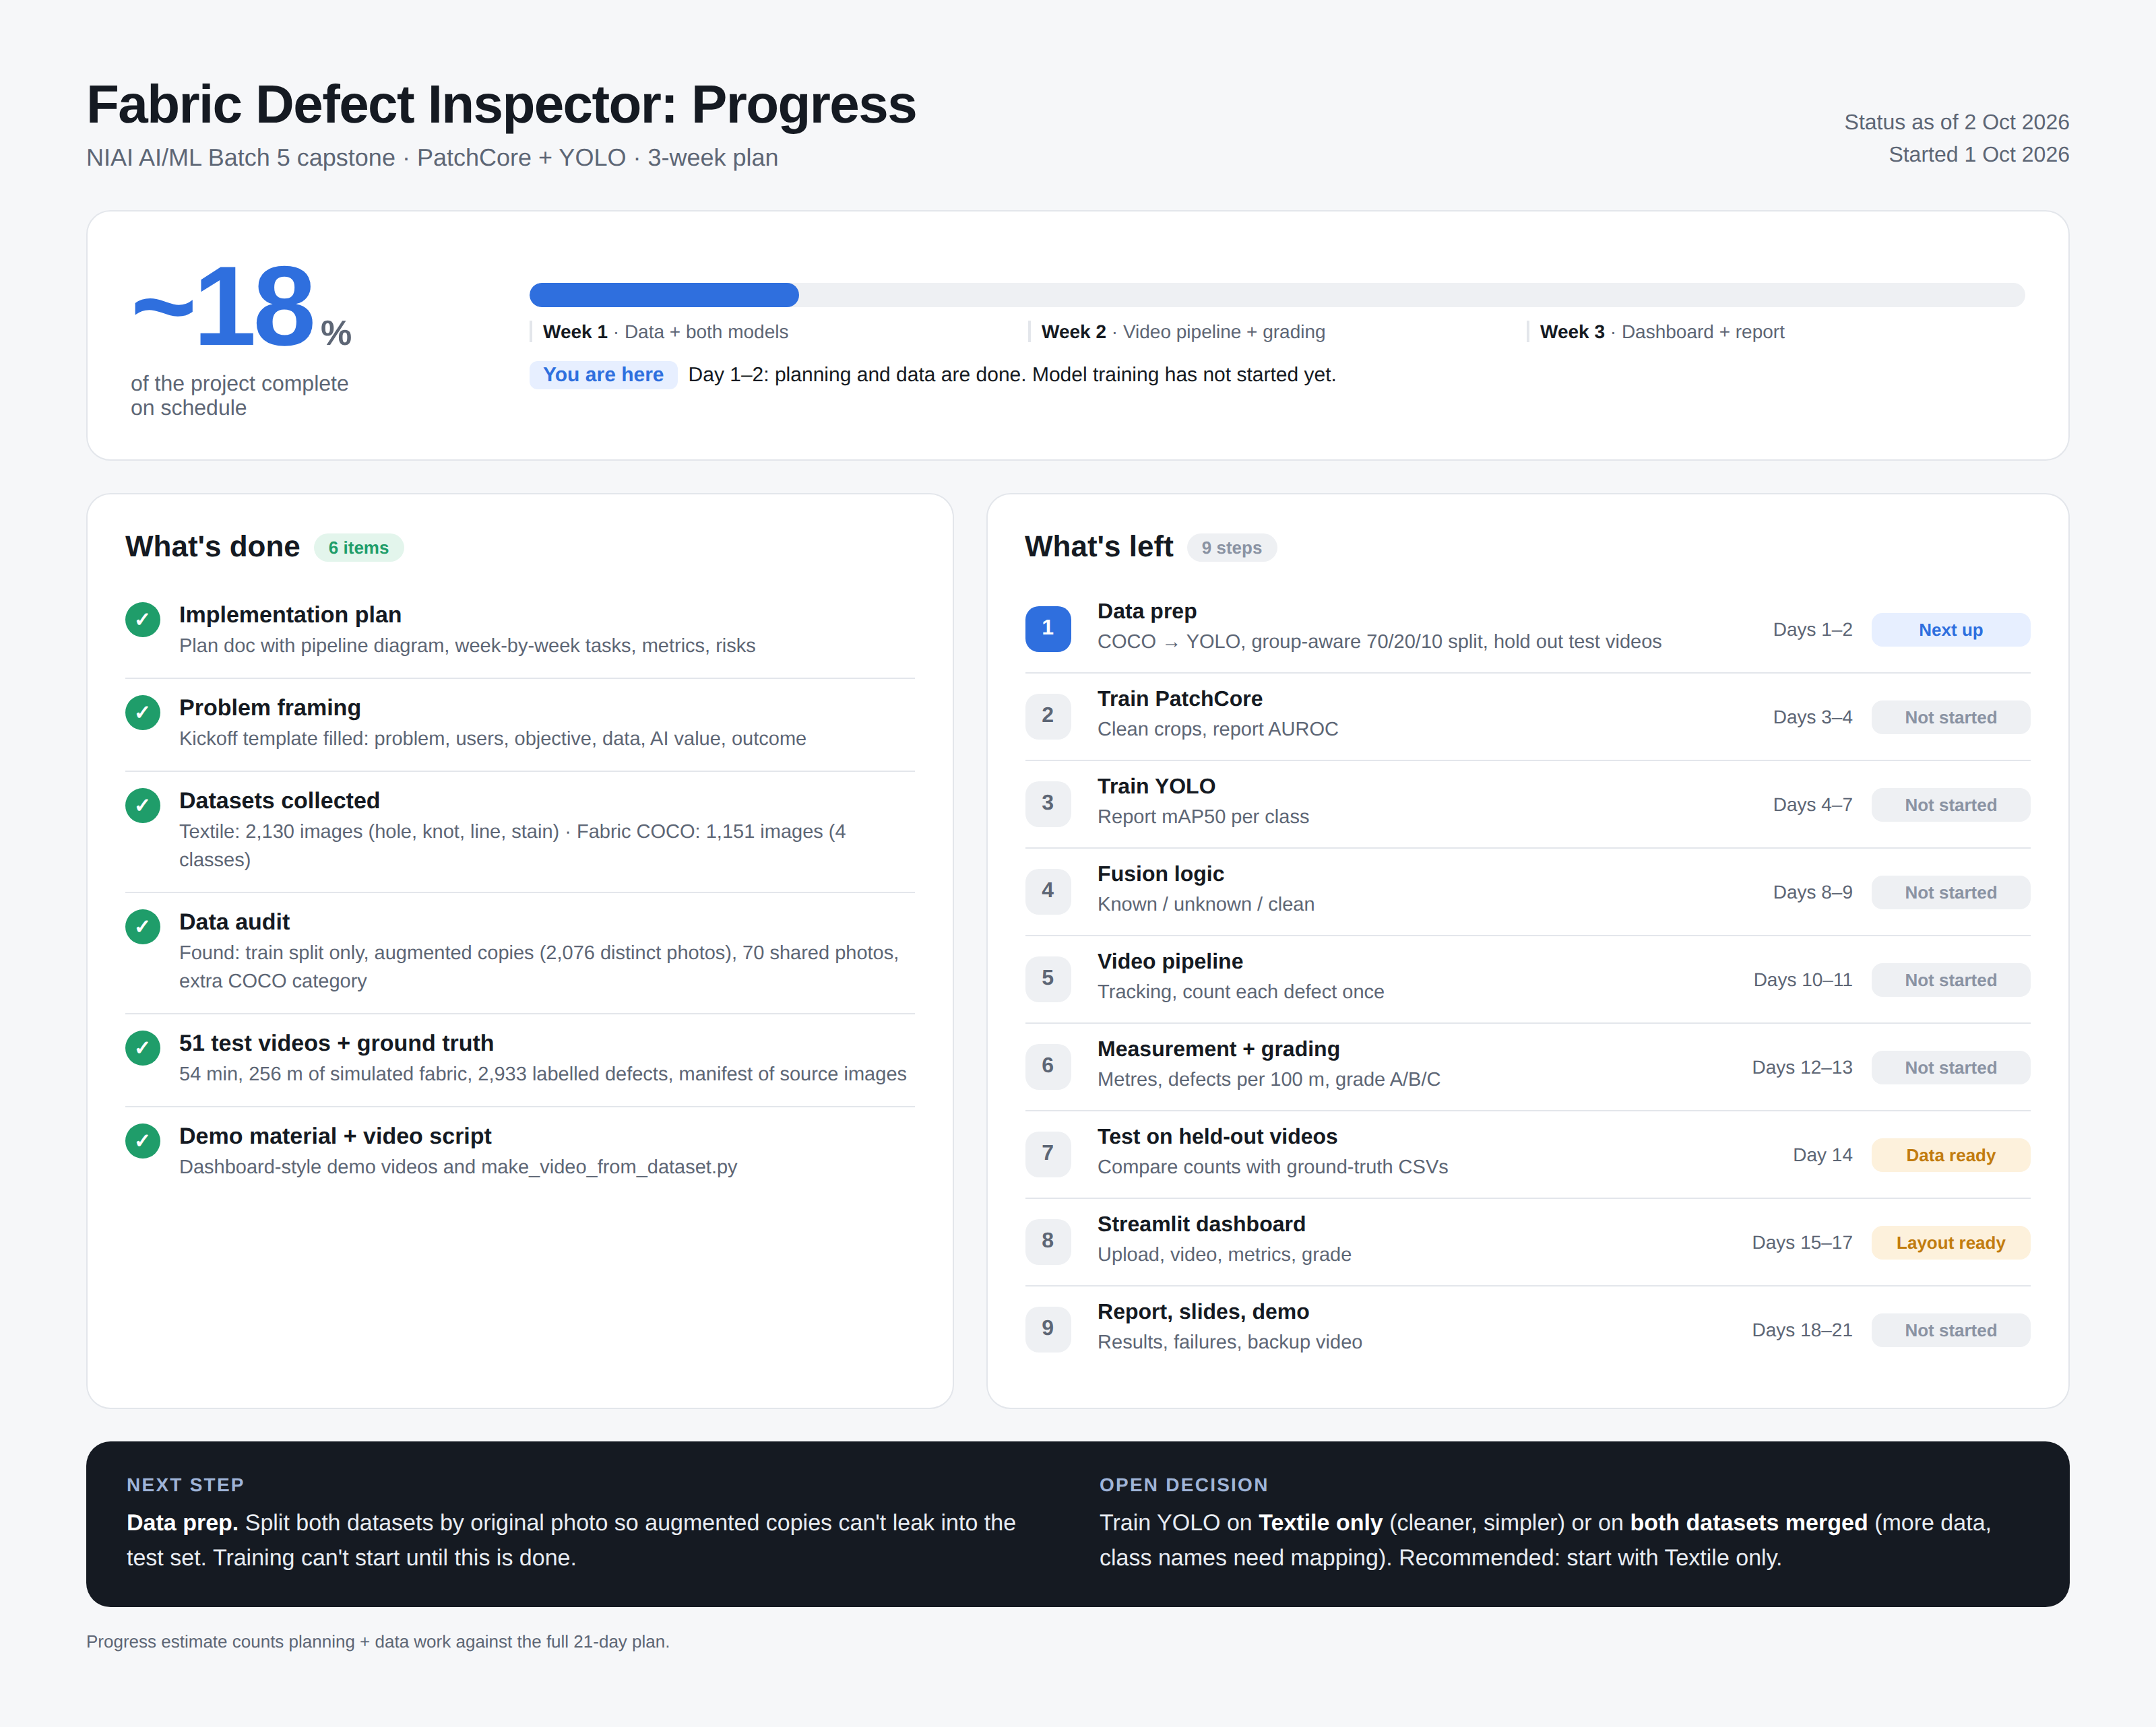 Fabric Defect Inspector: Progress
NIAI AI/ML Batch 5 capstone · PatchCore + YOLO · 3-week plan
Status as of 2 Oct 2026
Started 1 Oct 2026
~18 %
of the project complete
on schedule
Week 1 · Data + both models
Week 2 · Video pipeline + grading
Week 3 · Dashboard + report
You are here Day 1–2: planning and data are done. Model training has not started yet.
What's done 6 items
✓ Implementation plan
Plan doc with pipeline diagram, week-by-week tasks, metrics, risks
✓ Problem framing
Kickoff template filled: problem, users, objective, data, AI value, outcome
✓ Datasets collected
Textile: 2,130 images (hole, knot, line, stain) · Fabric COCO: 1,151 images (4
classes)
✓ Data audit
Found: train split only, augmented copies (2,076 distinct photos), 70 shared photos,
extra COCO category
✓ 51 test videos + ground truth
54 min, 256 m of simulated fabric, 2,933 labelled defects, manifest of source images
✓ Demo material + video script
Dashboard-style demo videos and make_video_from_dataset.py
What's left 9 steps
1 Data prep
COCO → YOLO, group-aware 70/20/10 split, hold out test videos
Days 1–2 Next up
2 Train PatchCore
Clean crops, report AUROC
Days 3–4 Not started
3 Train YOLO
Report mAP50 per class
Days 4–7 Not started
4 Fusion logic
Known / unknown / clean
Days 8–9 Not started
5 Video pipeline
Tracking, count each defect once
Days 10–11 Not started
6 Measurement + grading
Metres, defects per 100 m, grade A/B/C
Days 12–13 Not started
7 Test on held-out videos
Compare counts with ground-truth CSVs
Day 14 Data ready
8 Streamlit dashboard
Upload, video, metrics, grade
Days 15–17 Layout ready
9 Report, slides, demo
Results, failures, backup video
Days 18–21 Not started
NEXT STEP
Data prep. Split both datasets by original photo so augmented copies can't leak into the
test set. Training can't start until this is done.
OPEN DECISION
Train YOLO on Textile only (cleaner, simpler) or on both datasets merged (more data,
class names need mapping). Recommended: start with Textile only.
Progress estimate counts planning + data work against the full 21-day plan.